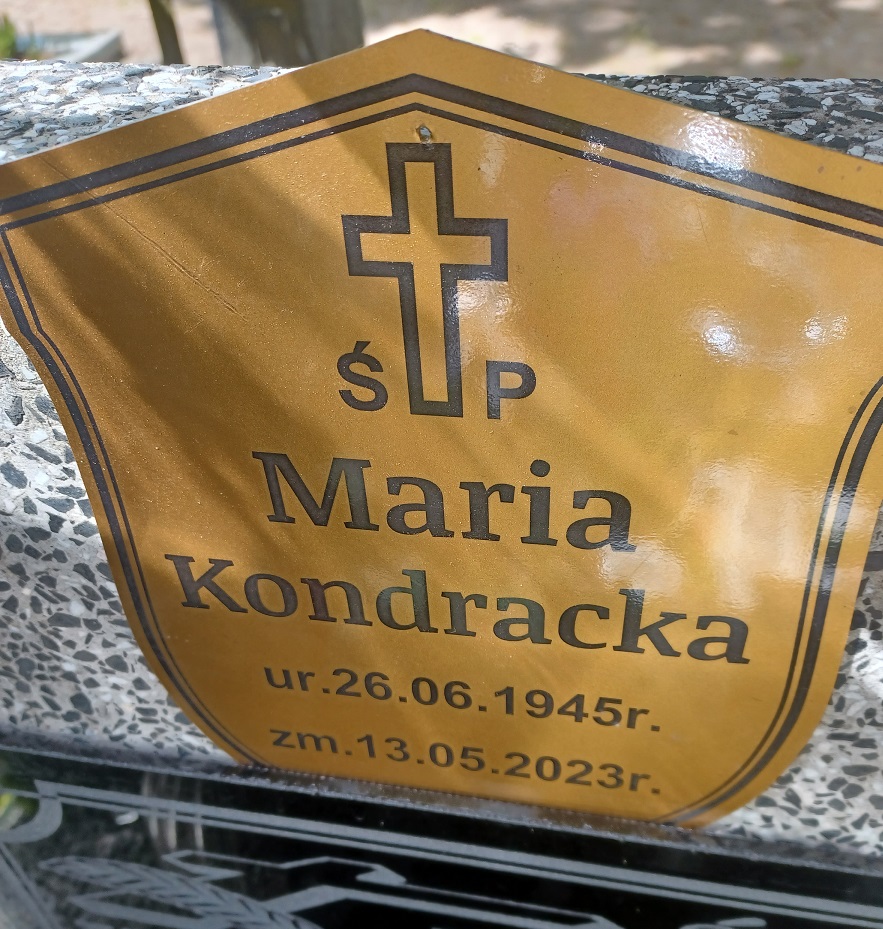 Ś P
Maria
Kondracka
ur.26.06.1945r.
zm.13.05.2023r.